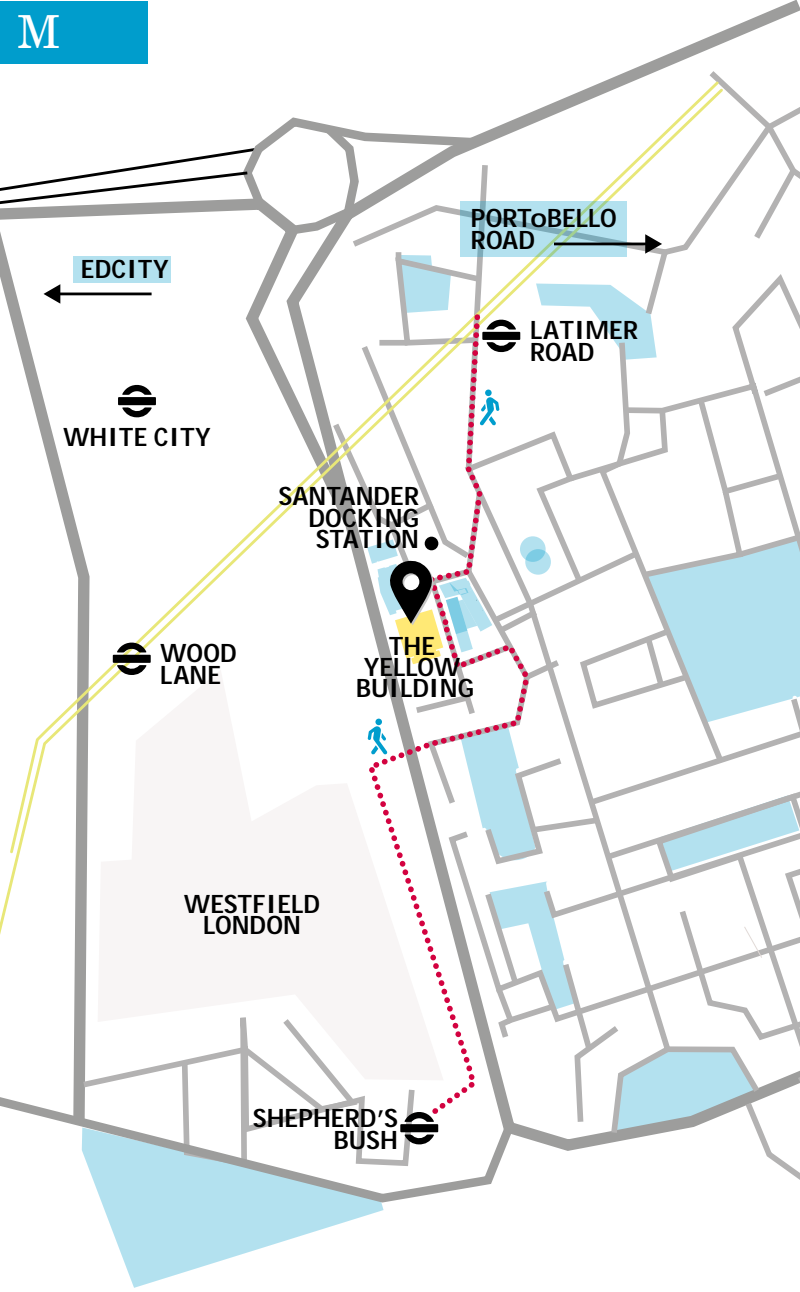 M
PORToBELLO
ROAD
EDCITY
LATIMER
ROAD
WHITE CITY
SANTANDER
DOCKING
STATION
WOOD
LANE
THE
YELLOW
BUILDING
WESTFIELD
LONDON
SHEPHERD'S
BUSH